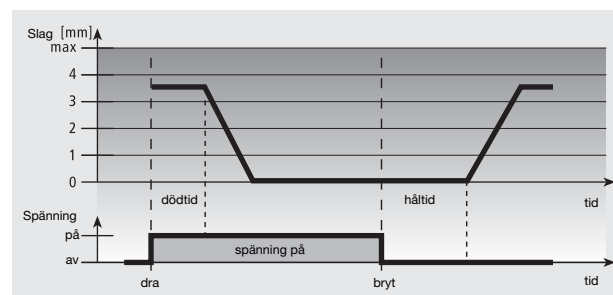 Slag [mm]
max
4
3
2
1
0
dödtid
håltid
tid
Spänning
på
spänning på
av
dra
bryt
tid